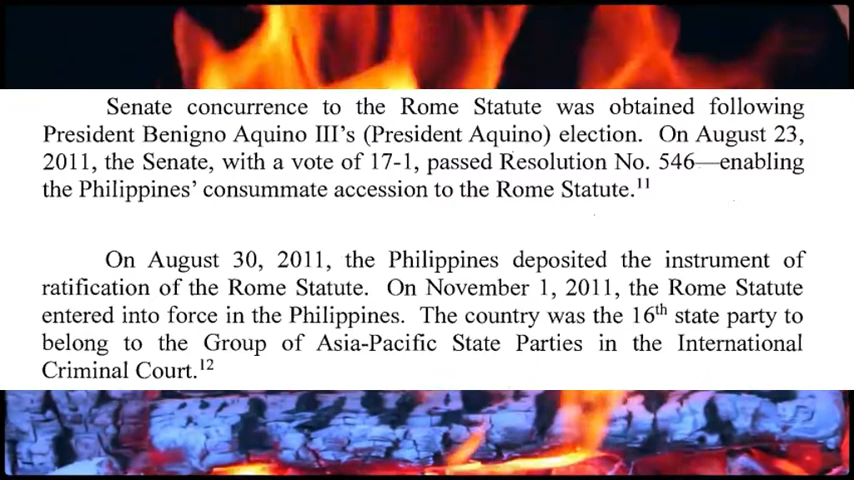 Senate concurrence to the Rome Statute was obtained following
President Benigno Aquino III's (President Aquino) election. On August 23,
2011, the Senate, with a vote of 17-1, passed Resolution No. 546—enabling
the Philippines' consummate accession to the Rome Statute.11
On August 30, 2011, the Philippines deposited the instrument of
ratification of the Rome Statute. On November 1, 2011, the Rome Statute
entered into force in the Philippines. The country was the 16th state party to
belong to the Group of Asia-Pacific State Parties in the International
Criminal Court.12